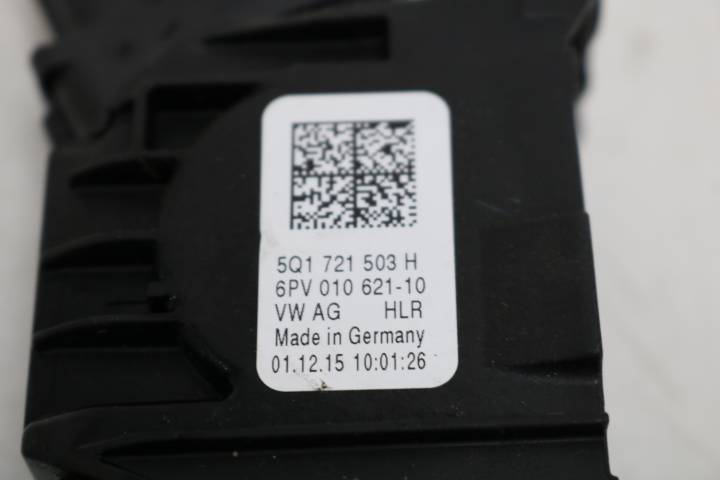 5Q1 721 503 H
6PV 010 621-10
VW AG HLR
Made in Germany
01.12.15 10:01:26